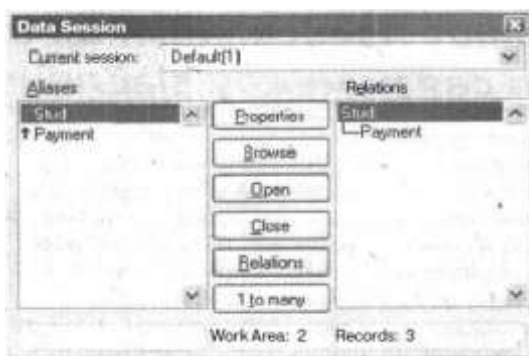 Data Session
Current session: Default(1)
Aliases
Relations
Stud
Payment
Properties
Browse
Open
Close
Relations
1 to many
Stud
Payment
Work Area: 2 Records: 3